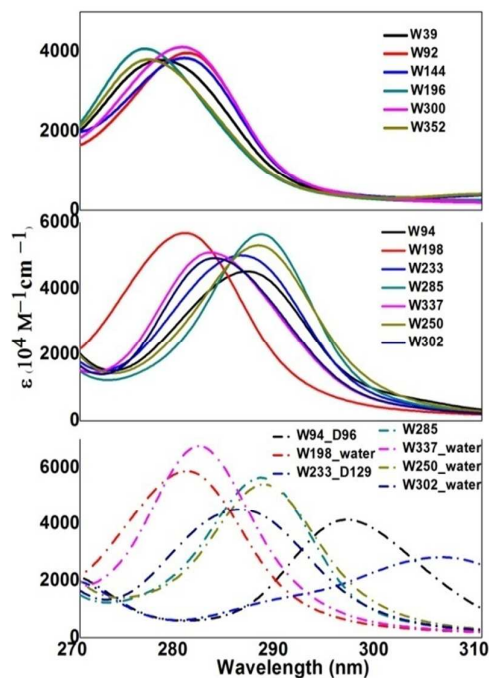 4000
2000
0
W39
W92
W144
W196
W300
W352
ε (10⁴ M⁻¹cm⁻¹)
6000
4000
2000
0
W94
W198
W233
W285
W337
W250
W302
6000
4000
2000
0
W94_D96
W198_water
W233_D129
W285
W337_water
W250_water
W302_water
270 280 290 300 310
Wavelength (nm)